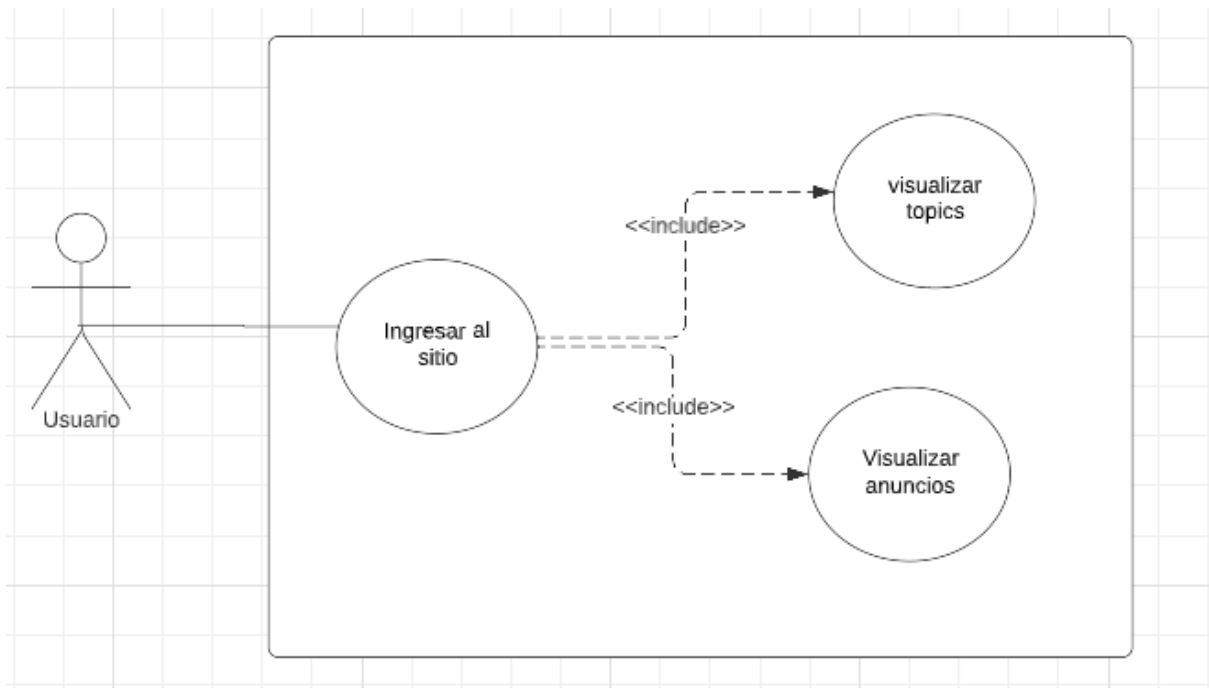 visualizar
topics
<<include>>
Ingresar al
sitio
<<include>>
Usuario
Visualizar
anuncios